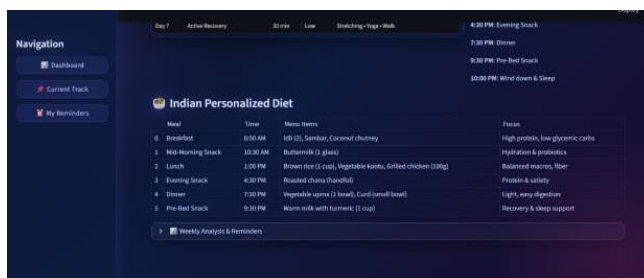 Deploy
Day 7 Active Recovery 30 min Low Stretching • Yoga • Walk
4:30 PM: Evening Snack
7:30 PM: Dinner
9:30 PM: Pre-Bed Snack
10:00 PM: Wind down & Sleep
Navigation
Dashboard
Current Track
My Reminders
Indian Personalized Diet
Meal Time Menu Items Focus
0 Breakfast 8:00 AM Idli (2), Sambar, Coconut chutney High protein, low glycemic carbs
1 Mid-Morning Snack 10:30 AM Buttermilk (1 glass) Hydration & probiotics
2 Lunch 1:00 PM Brown rice (1 cup), Vegetable kootu, Grilled chicken (100g) Balanced macros, fiber
3 Evening Snack 4:30 PM Roasted chana (handful) Protein & satiety
4 Dinner 7:30 PM Vegetable upma (1 bowl), Curd (small bowl) Light, easy digestion
5 Pre-Bed Snack 9:30 PM Warm milk with turmeric (1 cup) Recovery & sleep support
Weekly Analysis & Reminders